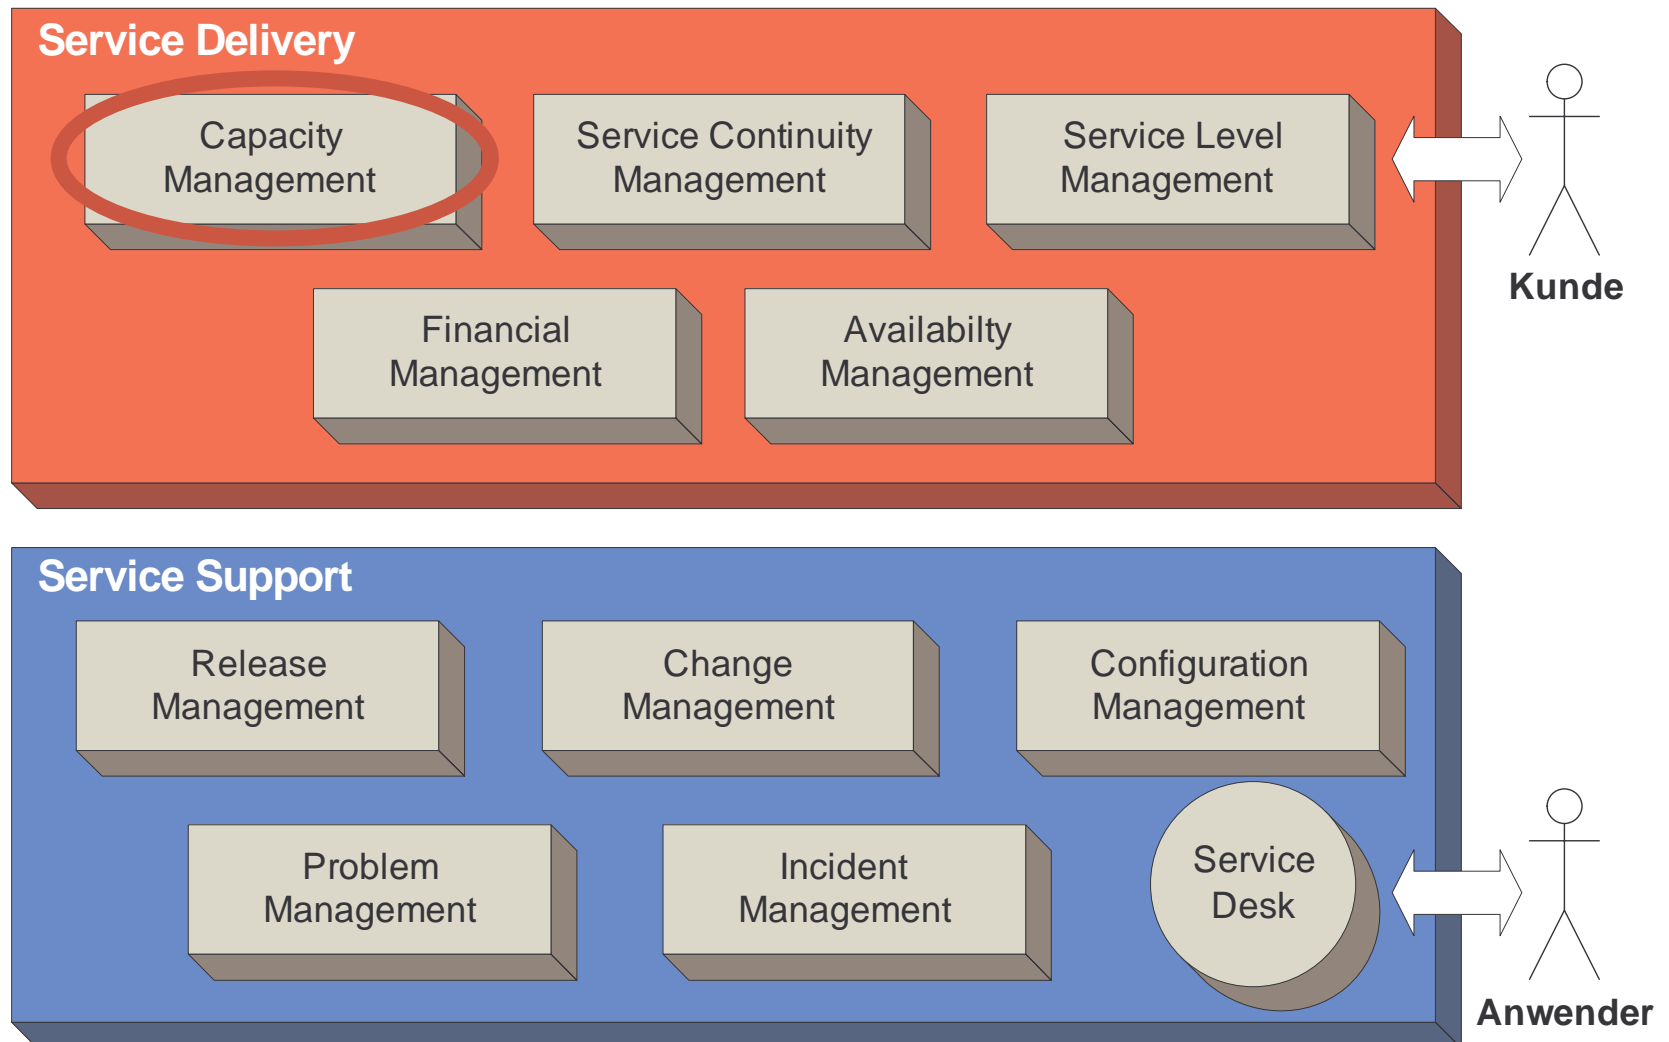 Service Delivery
Capacity
Management
Service Continuity
Management
Service Level
Management
Kunde
Financial
Management
Availabilty
Management
Service Support
Release
Management
Change
Management
Configuration
Management
Problem
Management
Incident
Management
Service
Desk
Anwender